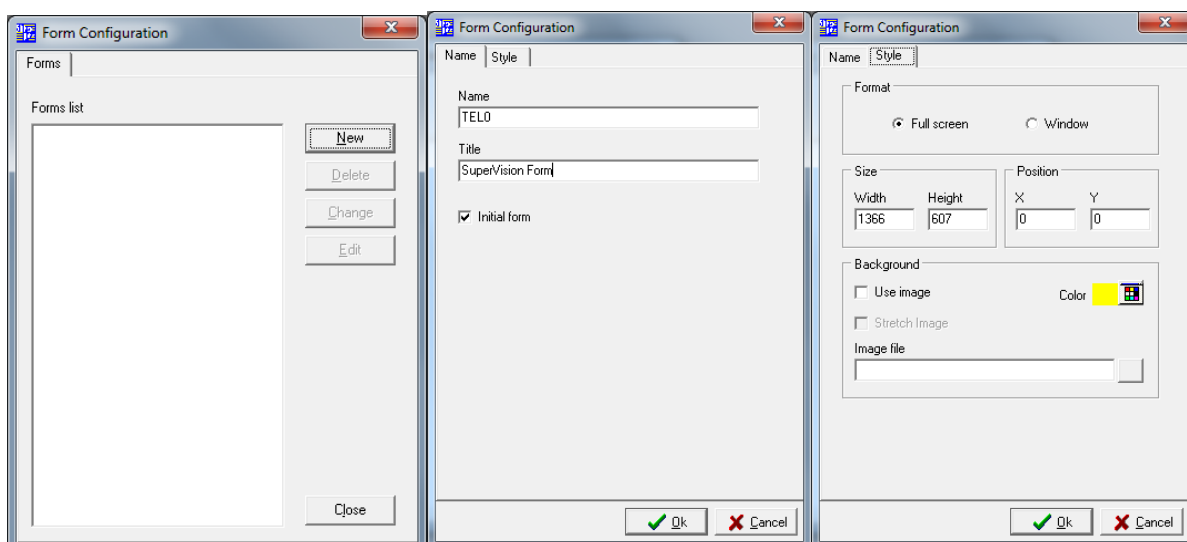 Form Configuration
Forms
Forms list
New
Delete
Change
Edit
Close
Form Configuration
Name Style
Name
TEL0
Title
SuperVision Form
Initial form
Ok Cancel
Form Configuration
Name Style
Format
Full screen Window
Size
Width Height
1366 607
Position
X Y
0 0
Background
Use image Color
Stretch Image
Image file
Ok Cancel